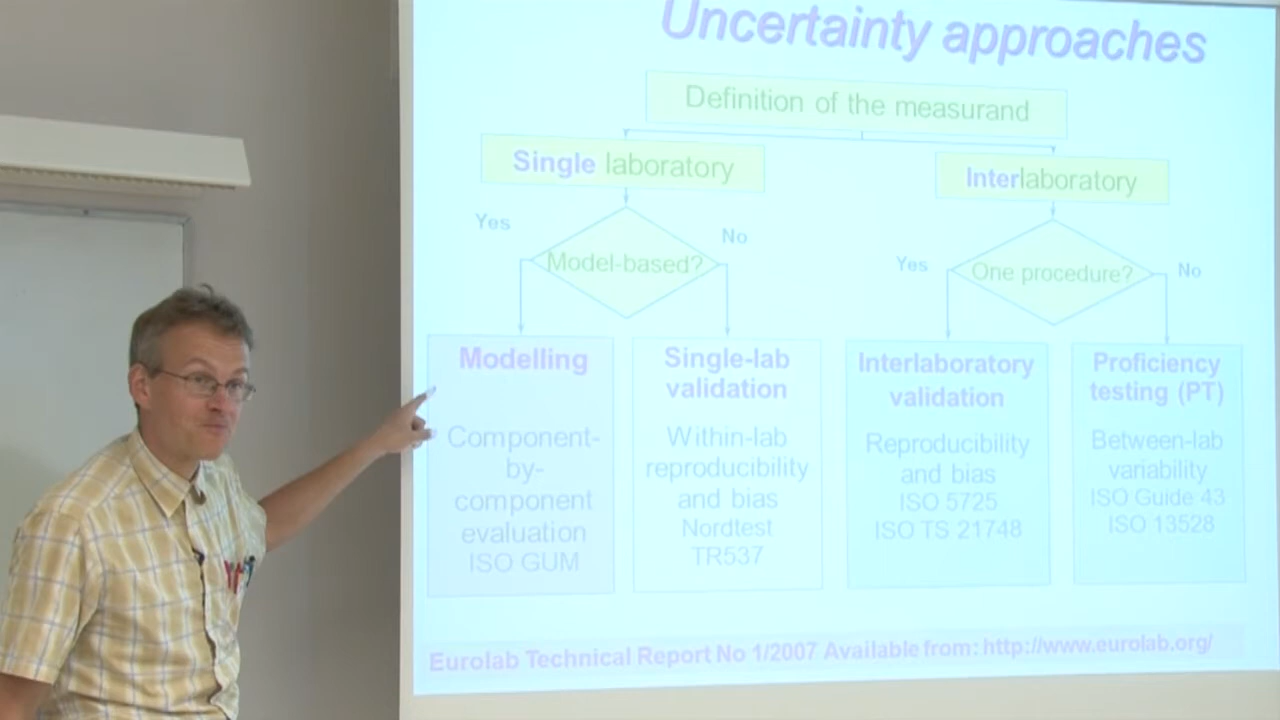 Uncertainty approaches
Definition of the measurand
Single laboratory
Interlaboratory
Yes
No
Model-based?
Yes
No
One procedure?
Modelling
Component-
by-
component
evaluation
ISO GUM
Single-lab
validation
Within-lab
reproducibility
and bias
Nordtest
TR537
Interlaboratory
validation
Reproducibility
and bias
ISO 5725
ISO TS 21748
Proficiency
testing (PT)
Between-lab
variability
ISO Guide 43
ISO 13528
Eurolab Technical Report No 1/2007 Available from: http://www.eurolab.org/